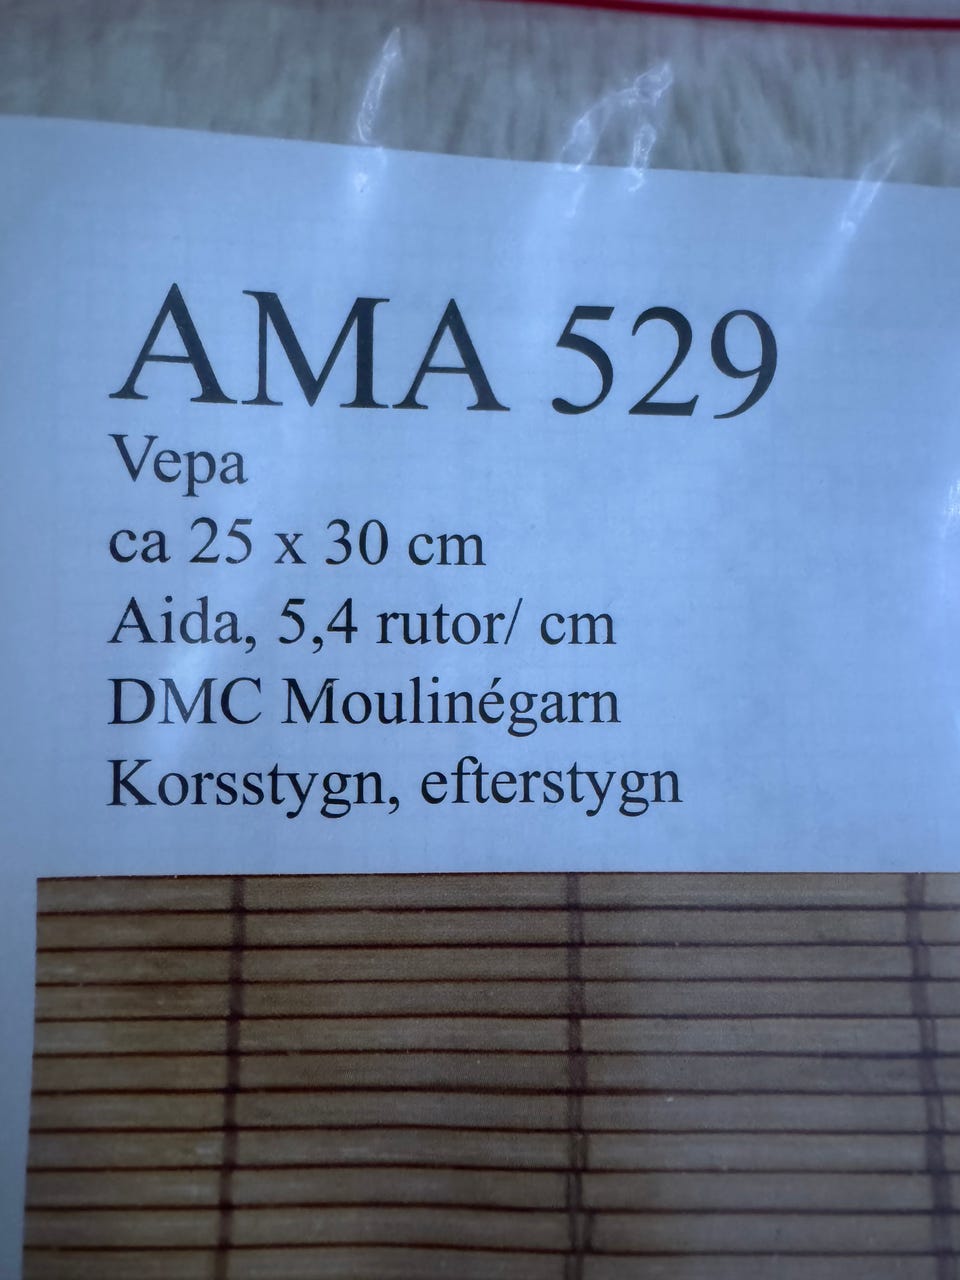 AMA 529
Vepa
ca 25 x 30 cm
Aida, 5,4 rutor/ cm
DMC Moulinégarn
Korsstygn, efterstygn